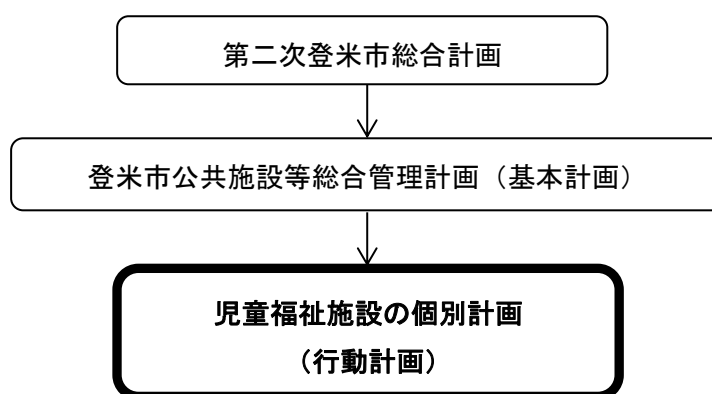 第二次登米市総合計画
登米市公共施設等総合管理計画（基本計画）
児童福祉施設の個別計画
（行動計画）